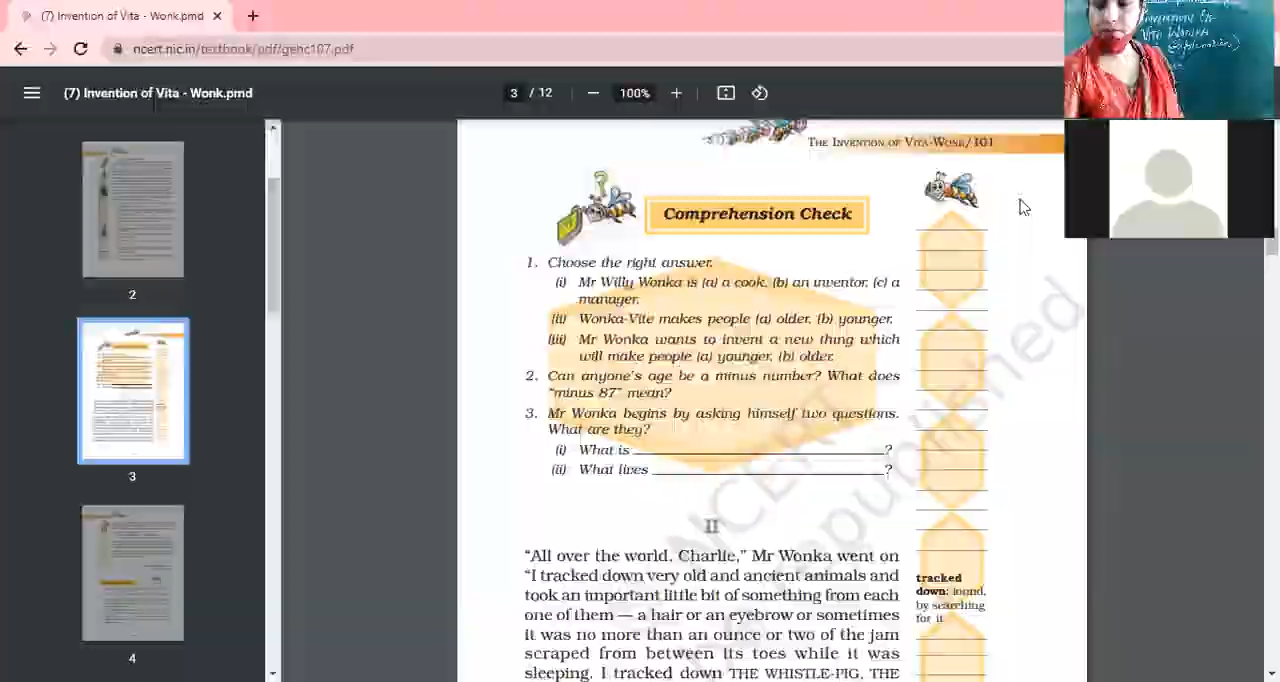 (7) Invention of Vita - Wonk.pmd
ncert.nic.in/textbook/pdf/gehc107.pdf
(7) Invention of Vita - Wonk.pmd
3 / 12
100%
INVENTION OF
VITA WONKA
(Explanation)
2
3
4
THE INVENTION OF VITA-WONK/101
Comprehension Check
1. Choose the right answer.
(i) Mr Willy Wonka is (a) a cook, (b) an inventor, (c) a
manager.
(ii) Wonka-Vite makes people (a) older, (b) younger.
(iii) Mr Wonka wants to invent a new thing which
will make people (a) younger, (b) older.
2. Can anyone's age be a minus number? What does
“minus 87” mean?
3. Mr Wonka begins by asking himself two questions.
What are they?
(i) What is ?
(ii) What lives ?
II
“All over the world, Charlie,” Mr Wonka went on
“I tracked down very old and ancient animals and
took an important little bit of something from each
one of them — a hair or an eyebrow or sometimes
it was no more than an ounce or two of the jam
scraped from between its toes while it was
sleeping. I tracked down THE WHISTLE-PIG, THE
tracked
down: found,
by searching
for it
© NCERT
republished